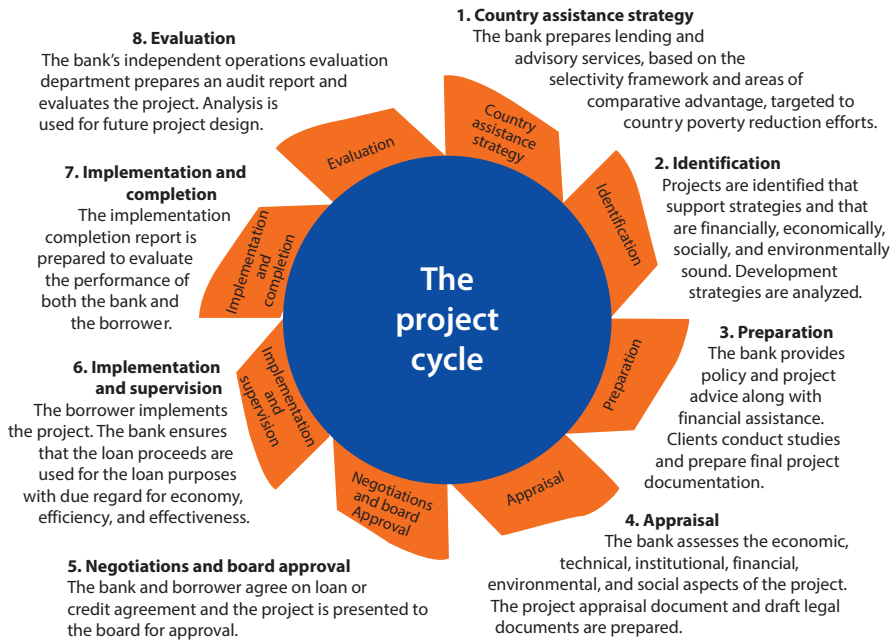 1. Country assistance strategy
The bank prepares lending and
advisory services, based on the
selectivity framework and areas of
comparative advantage, targeted to
country poverty reduction efforts.
2. Identification
Projects are identified that
support strategies and that
are financially, economically,
socially, and environmentally
sound. Development
strategies are analyzed.
3. Preparation
The bank provides
policy and project
advice along with
financial assistance.
Clients conduct studies
and prepare final project
documentation.
4. Appraisal
The bank assesses the economic,
technical, institutional, financial,
environmental, and social aspects of the project.
The project appraisal document and draft legal
documents are prepared.
5. Negotiations and board approval
The bank and borrower agree on loan or
credit agreement and the project is presented to
the board for approval.
6. Implementation
and supervision
The borrower implements
the project. The bank ensures
that the loan proceeds are
used for the loan purposes
with due regard for economy,
efficiency, and effectiveness.
7. Implementation and
completion
The implementation
completion report is
prepared to evaluate
the performance of
both the bank and
the borrower.
8. Evaluation
The bank's independent operations evaluation
department prepares an audit report and
evaluates the project. Analysis is
used for future project design.
Country
assistance
strategy
Identification
Preparation
Appraisal
Negotiations
and board
Approval
Implementation
and
supervision
Implementation
and
completion
Evaluation
The
project
cycle